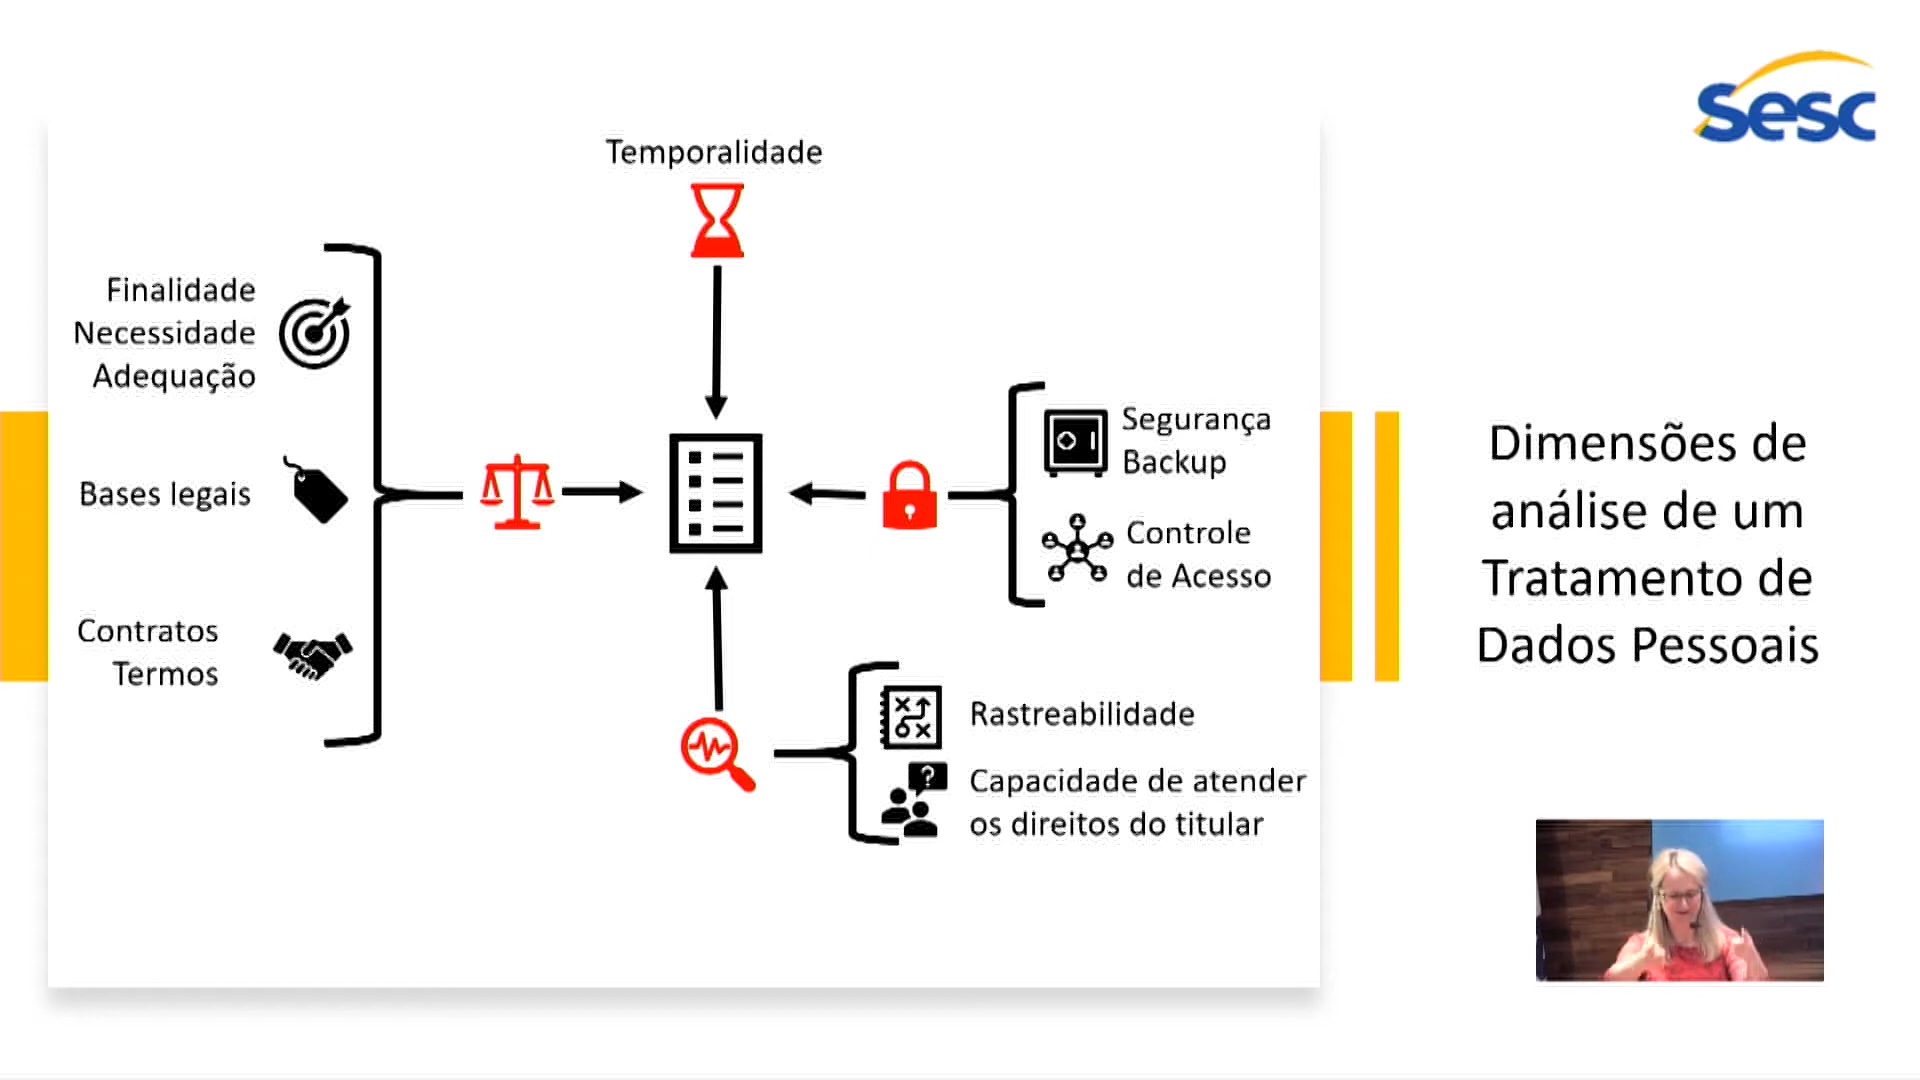 Sesc
Temporalidade
Finalidade
Necessidade
Adequação
Bases legais
Contratos
Termos
Segurança
Backup
Controle
de Acesso
Rastreabilidade
Capacidade de atender
os direitos do titular
Dimensões de
análise de um
Tratamento de
Dados Pessoais